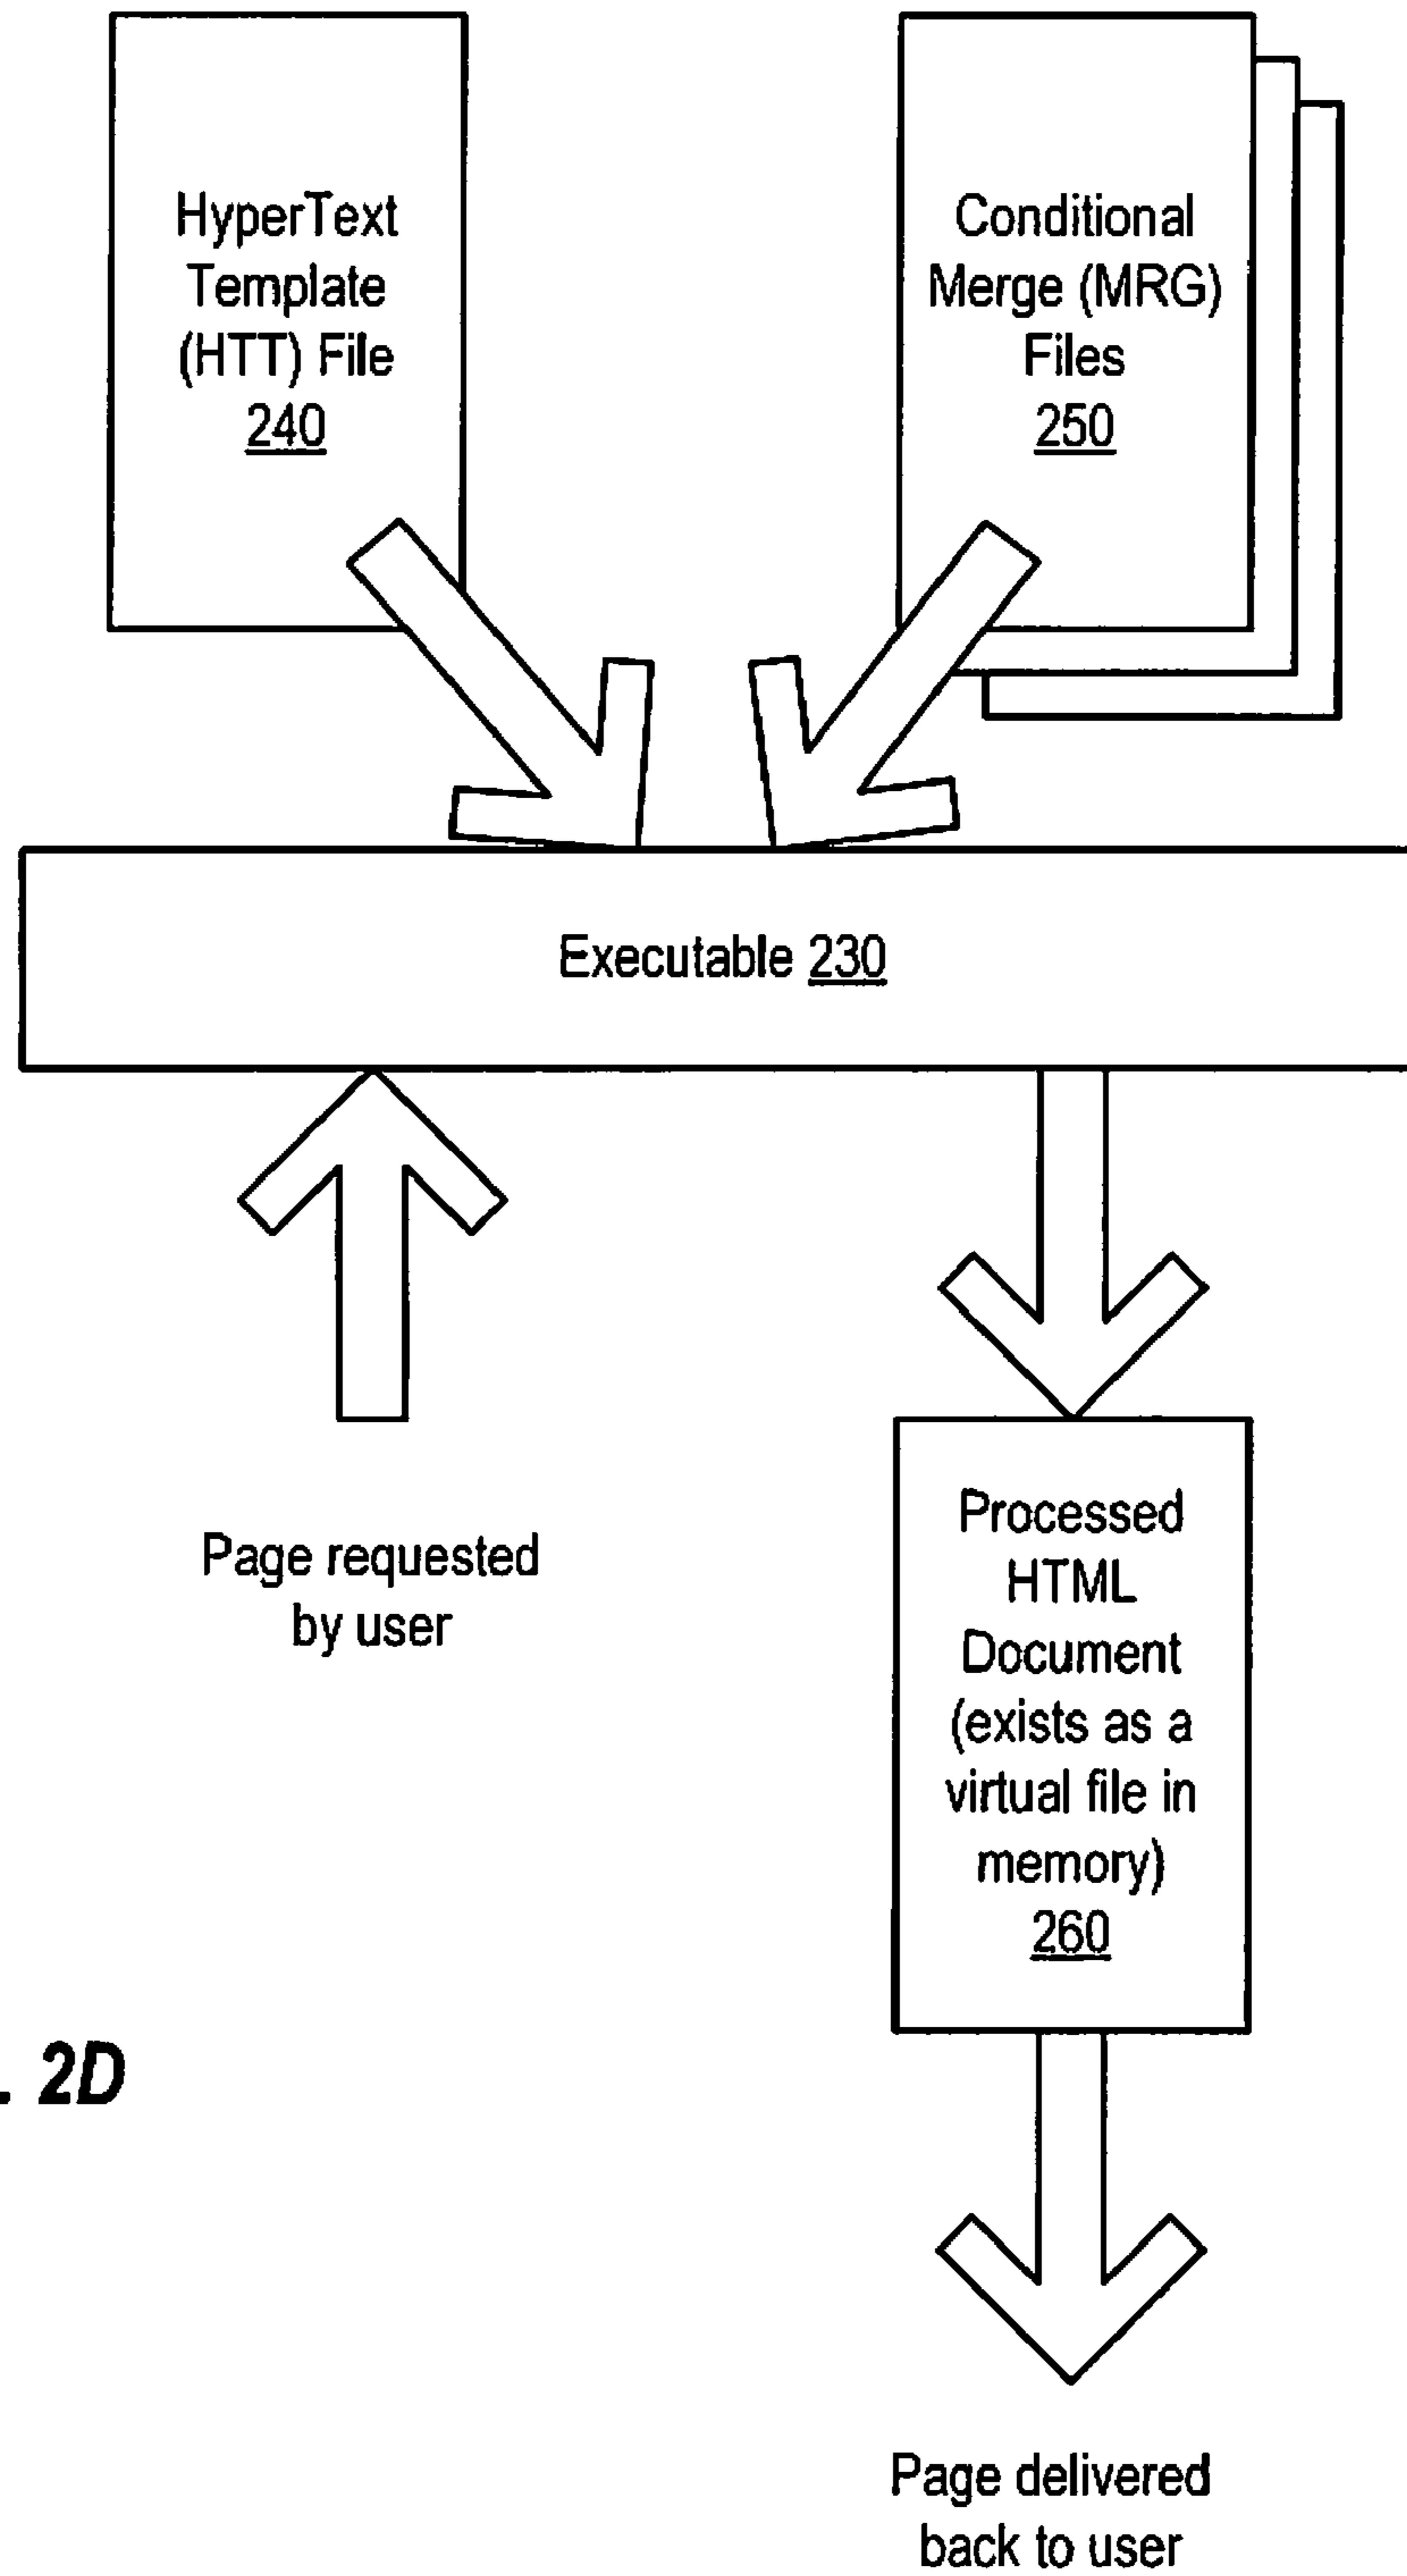 HyperText
Template
(HTT) File
240
Conditional
Merge (MRG)
Files
250
Executable 230
Page requested
by user
Processed
HTML
Document
(exists as a
virtual file in
memory)
260
. 2D
Page delivered
back to user